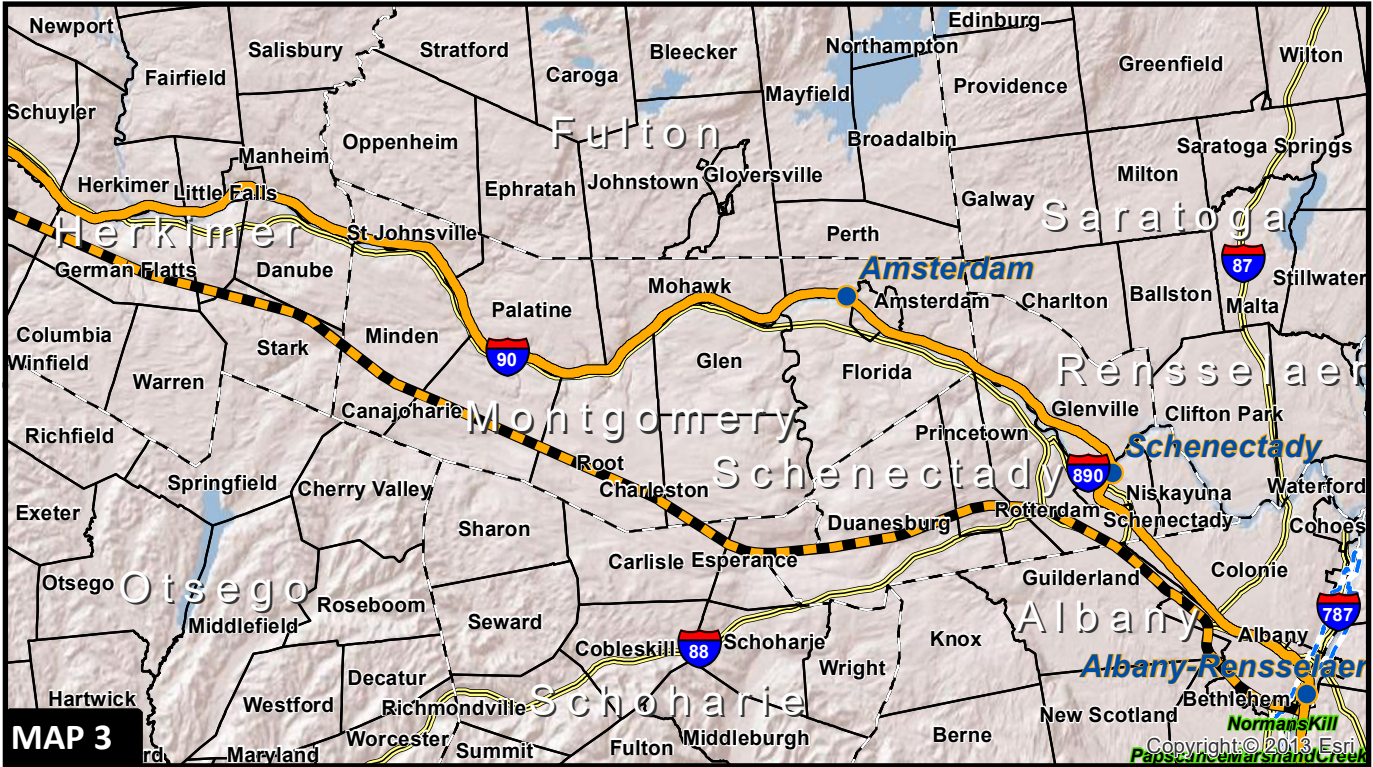 Newport
Salisbury
Stratford
Bleecker
Edinburg
Northampton
Wilton
Fairfield
Caroga
Greenfield
Mayfield
Providence
Schuyler
Oppenheim
Fulton
Broadalbin
Saratoga Springs
Manheim
Herkimer
Little Falls
Ephratah
Johnstown
Gloversville
Milton
Galway
Saratoga
Herkimer
St Johnsville
Perth
German Flatts
Danube
Amsterdam
87
Stillwater
Mohawk
Amsterdam
Charlton
Ballston
Malta
Palatine
Columbia
Minden
Winfield
Stark
90
Glen
Florida
Rensselaer
Warren
Canajoharie
Montgomery
Glenville
Clifton Park
Richfield
Princetown
Schenectady
Root
Schenectady
890
Springfield
Cherry Valley
Charleston
Niskayuna
Waterford
Exeter
Sharon
Duanesburg
Rotterdam
Schenectady
Cohoes
Carlisle
Esperance
Otsego
Otsego
Roseboom
Guilderland
Colonie
Middlefield
Seward
Albany
787
Cobleskill
88
Schoharie
Knox
Albany
Wright
Albany-Rensselaer
Hartwick
Westford
Decatur
Richmondville
Schoharie
New Scotland
Bethlehem
NormansKill
MAP 3
rd
Maryland
Worcester
Summit
Fulton
Middleburgh
Berne
Copyright:© 2013 Esri
PapscaneeMarshandCreek